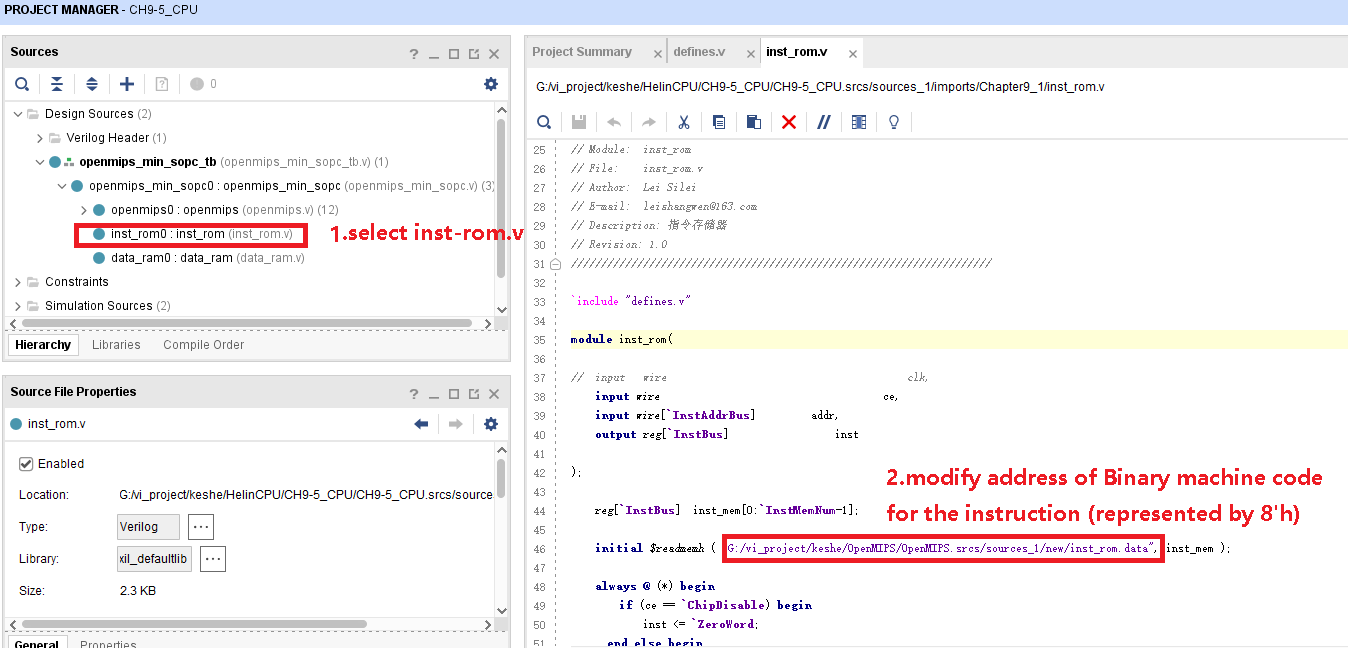 PROJECT MANAGER - CH9-5_CPU
Sources
0
Design Sources (2)
Verilog Header (1)
openmips_min_sopc_tb (openmips_min_sopc_tb.v) (1)
openmips_min_sopc0 : openmips_min_sopc (openmips_min_sopc.v) (3)
openmips0 : openmips (openmips.v) (12)
inst_rom0 : inst_rom (inst_rom.v)
1.select inst-rom.v
data_ram0 : data_ram (data_ram.v)
Constraints
Simulation Sources (2)
Hierarchy Libraries Compile Order
Source File Properties
inst_rom.v
Enabled
Location: G:/vi_project/keshe/HelinCPU/CH9-5_CPU/CH9-5_CPU.srcs/source
Type: Verilog ...
Library: xil_defaultlib ...
Size: 2.3 KB
General Properties
Project Summary defines.v inst_rom.v
G:/vi_project/keshe/HelinCPU/CH9-5_CPU/CH9-5_CPU.srcs/sources_1/imports/Chapter9_1/inst_rom.v
25 // Module: inst_rom
26 // File: inst_rom.v
27 // Author: Lei Silei
28 // E-mail: leishangwen@163.com
29 // Description: 指令存储器
30 // Revision: 1.0
31 //////////////////////////////////////////////////////////////////////
32
33 `include "defines.v"
34
35 module inst_rom(
36
37 // input wire clk,
38 input wire ce,
39 input wire[`InstAddrBus] addr,
40 output reg[`InstBus] inst
41
42 );
43
44 reg[`InstBus] inst_mem[0:`InstMemNum-1];
45
46 initial $readmemh ( G:/vi_project/keshe/OpenMIPS/OpenMIPS.srcs/sources_1/new/inst_rom.data", inst_mem );
47
48 always @ (*) begin
49 if (ce == `ChipDisable) begin
50 inst <= `ZeroWord;
51 end else begin
2.modify address of Binary machine code
for the instruction (represented by 8'h)